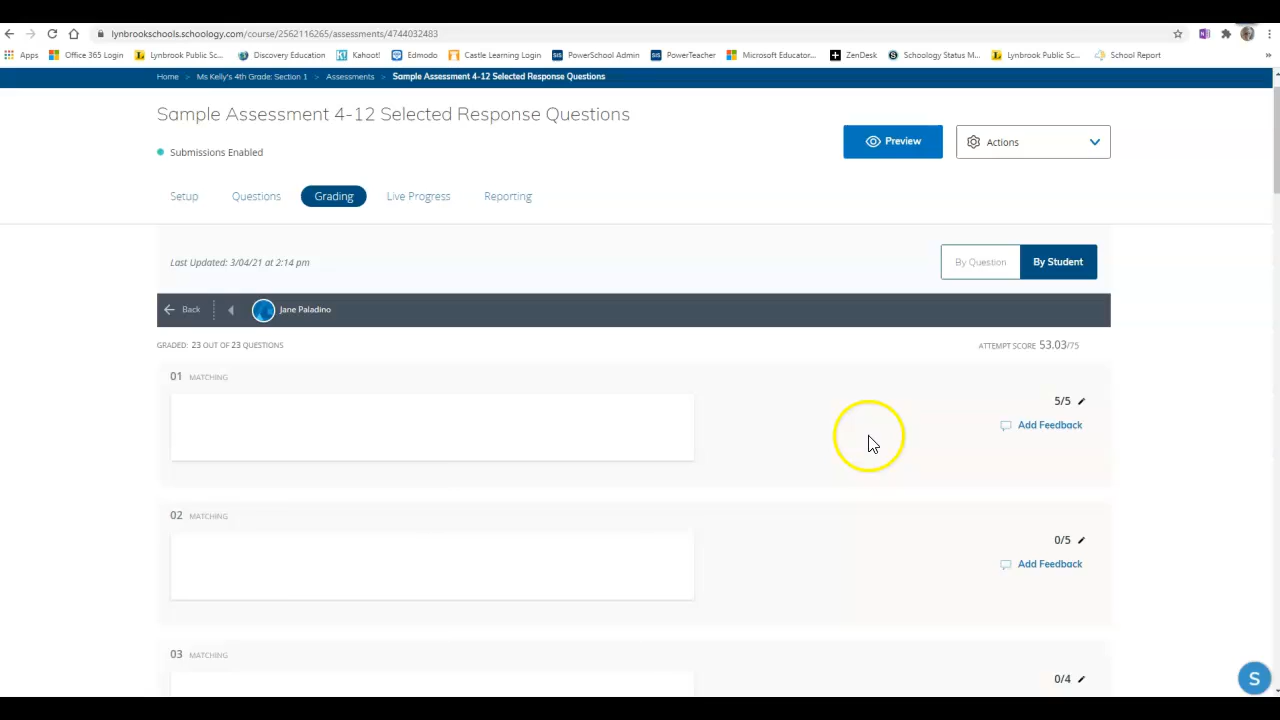 lynbrookschools.schoology.com/course/2562116265/assessments/4744032483
Apps Office 365 Login Lynbrook Public Sc... Discovery Education Kahoot! Edmodo Castle Learning Login SIS PowerSchool Admin SIS PowerTeacher Microsoft Educator... ZenDesk S Schoology Status M... Lynbrook Public Sc... School Report »
Home > Ms Kelly's 4th Grade: Section 1 > Assessments > Sample Assessment 4-12 Selected Response Questions
Sample Assessment 4-12 Selected Response Questions
Preview Actions
Submissions Enabled
Setup Questions Grading Live Progress Reporting
Last Updated: 3/04/21 at 2:14 pm By Question By Student
Back Jane Paladino
GRADED: 23 OUT OF 23 QUESTIONS ATTEMPT SCORE 53.03/75
01 MATCHING
5/5
Add Feedback
02 MATCHING
0/5
Add Feedback
03 MATCHING
0/4
S